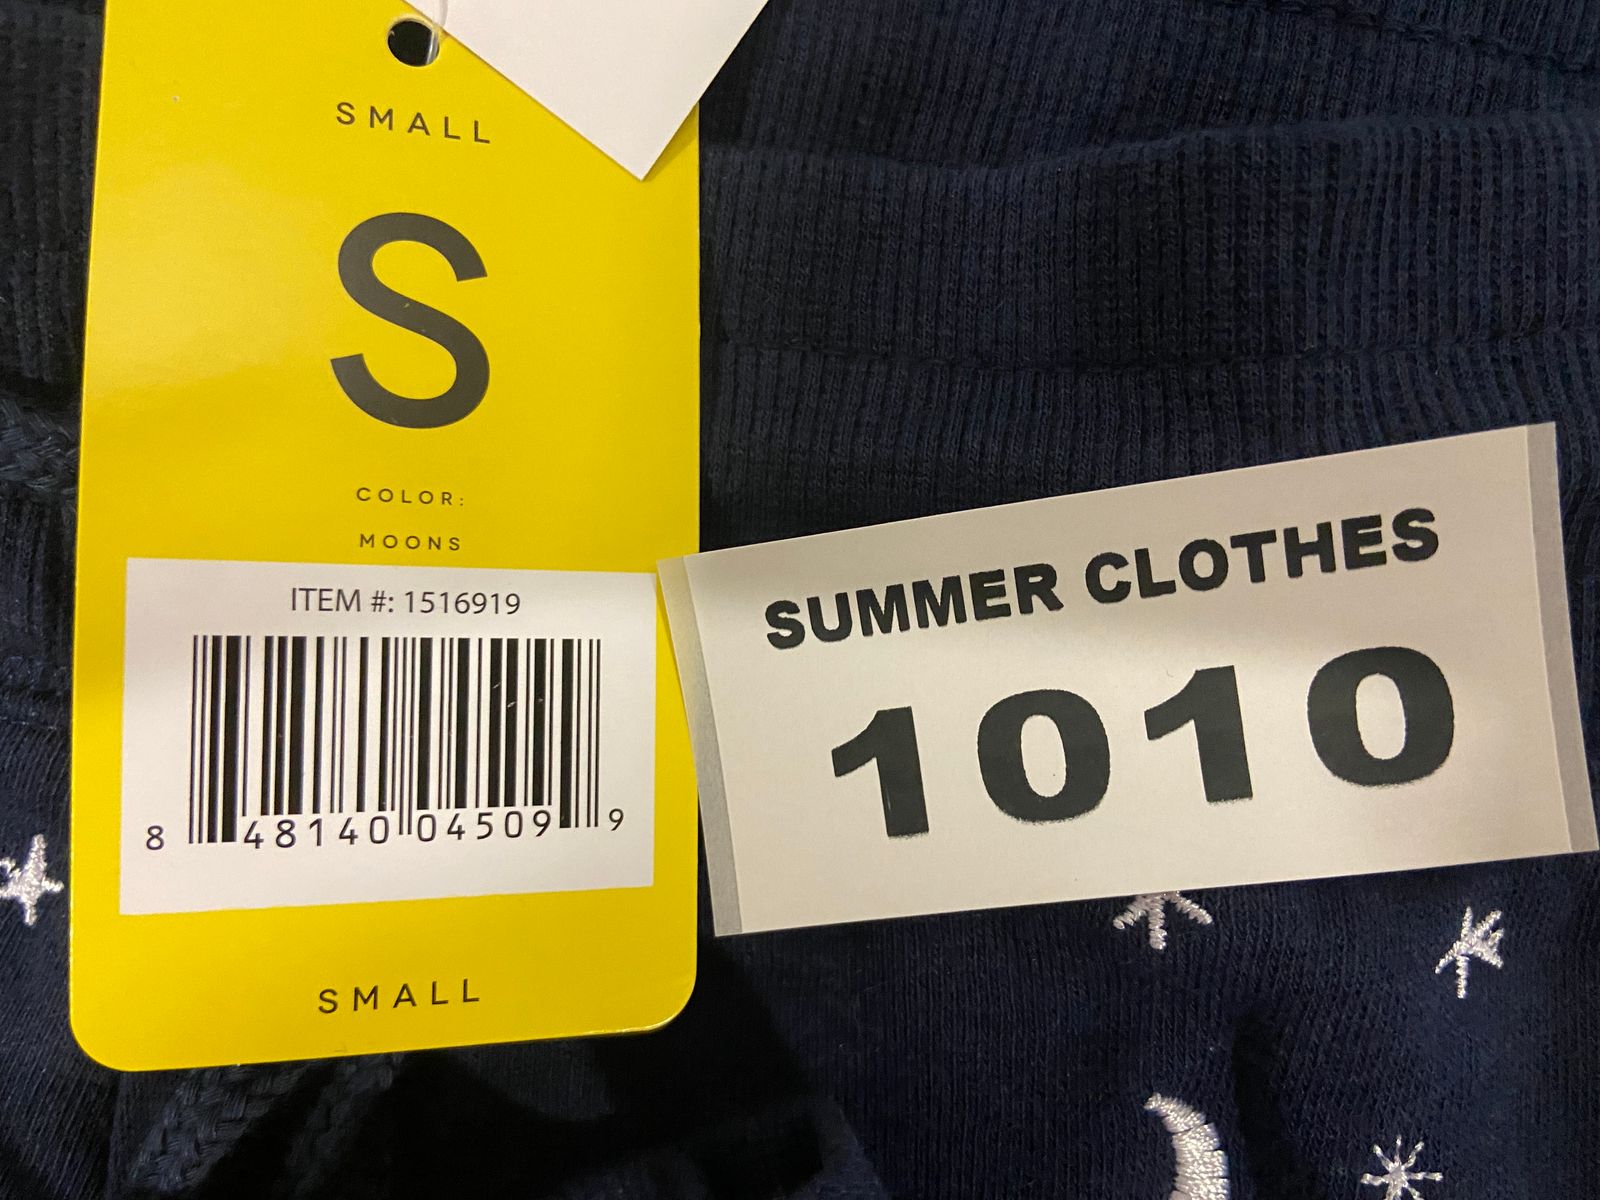 SMALL
S
COLOR:
MOONS
ITEM #: 1516919
8 48140 04509 9
SMALL
SUMMER CLOTHES
1010